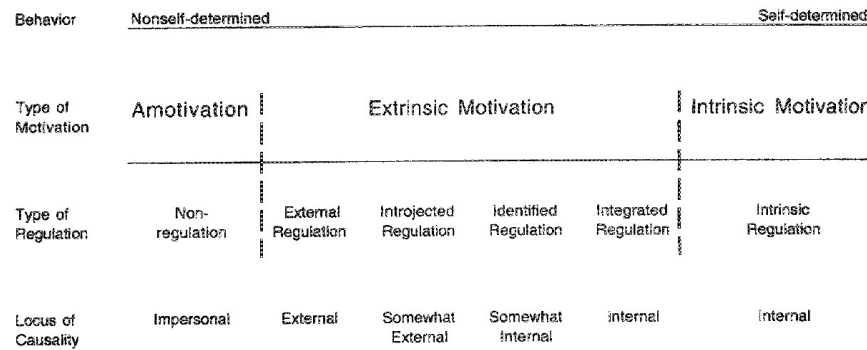 Behavior Nonself-determined Self-determined
Type of Motivation Amotivation Extrinsic Motivation Intrinsic Motivation
Type of Non- External Introjected Identified Integrated Intrinsic
Regulation regulation Regulation Regulation Regulation Regulation Regulation
Locus of Impersonal External Somewhat Somewhat Internal Internal
Causality External Internal